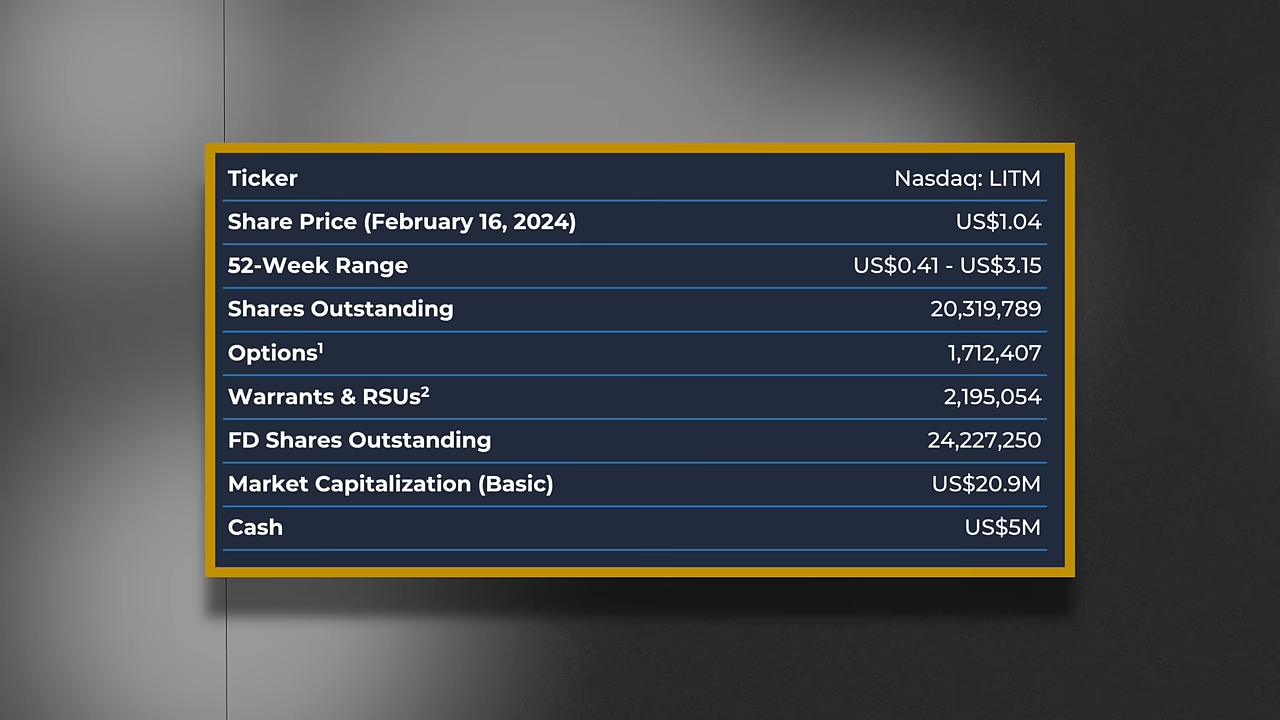 Ticker Nasdaq: LITM
Share Price (February 16, 2024) US$1.04
52-Week Range US$0.41 - US$3.15
Shares Outstanding 20,319,789
Options¹ 1,712,407
Warrants & RSUs² 2,195,054
FD Shares Outstanding 24,227,250
Market Capitalization (Basic) US$20.9M
Cash US$5M